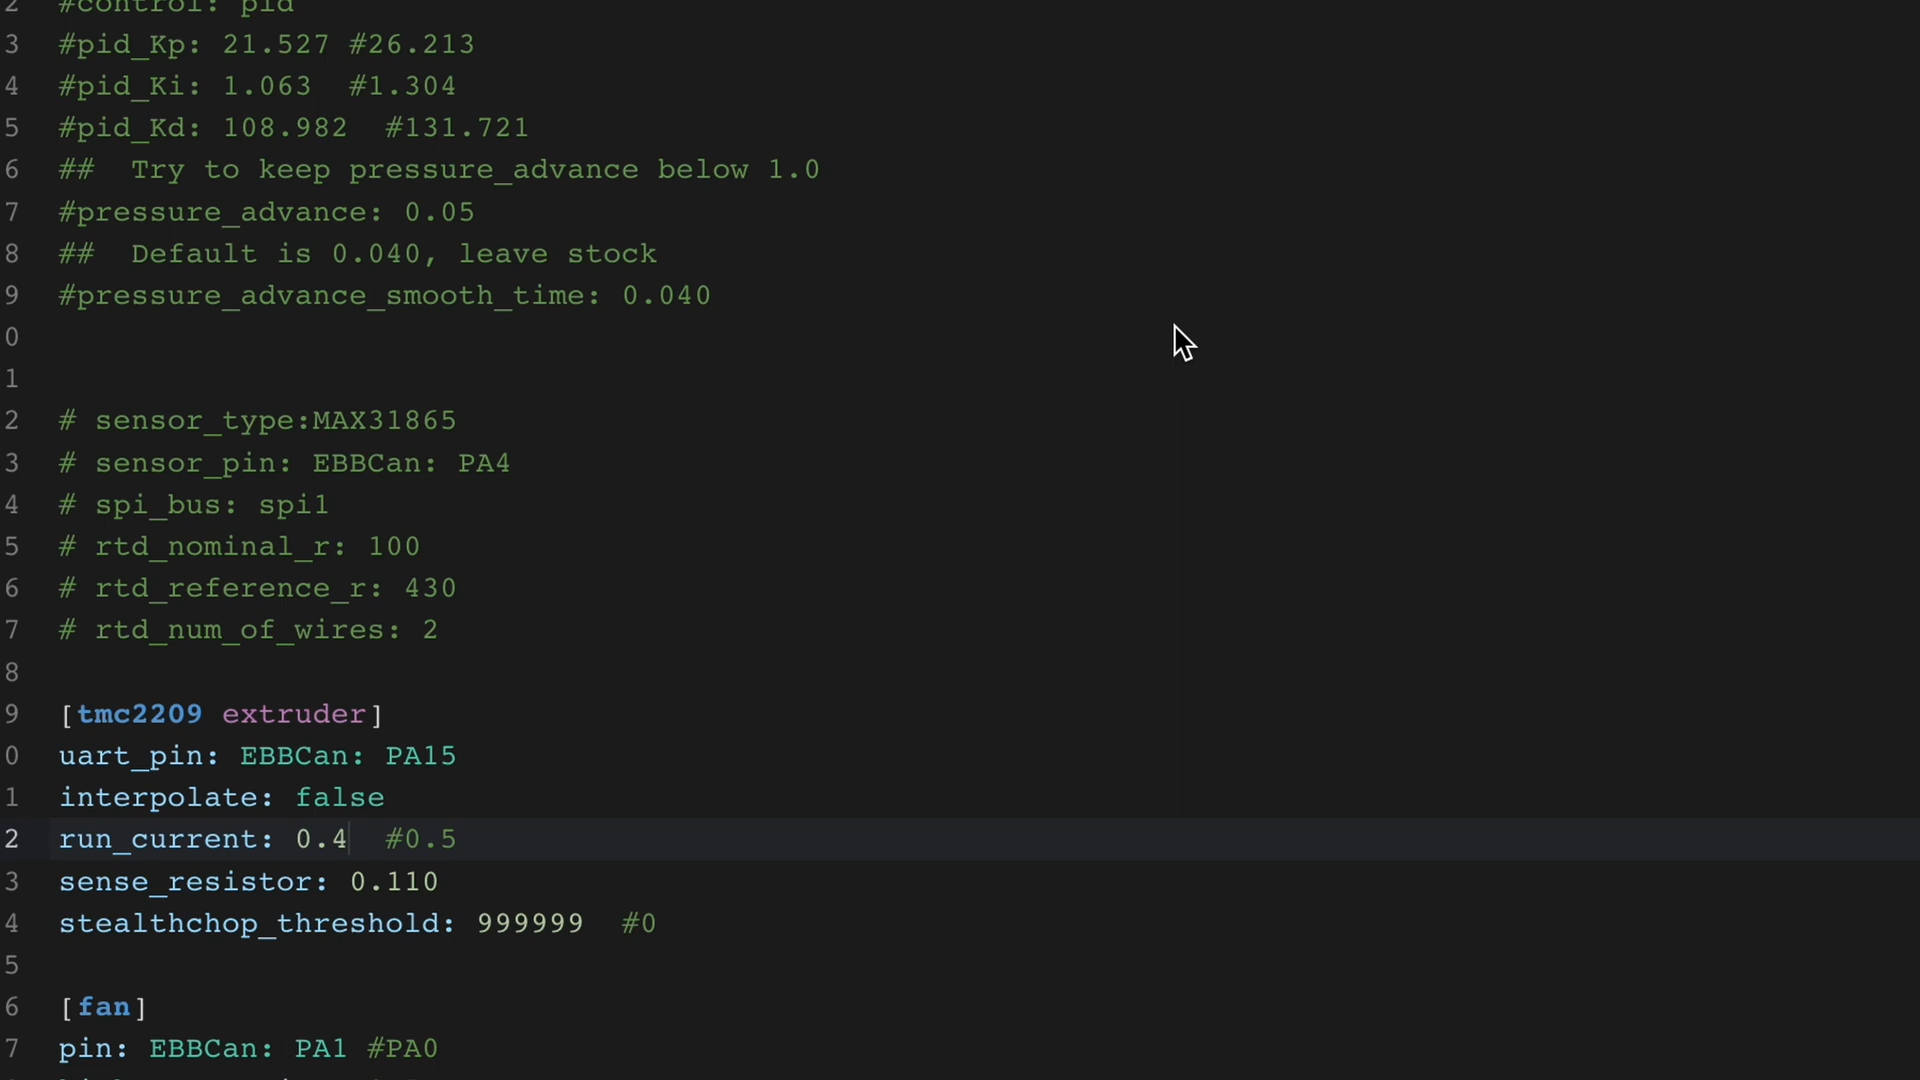 2 #control: pid
3 #pid_Kp: 21.527 #26.213
4 #pid_Ki: 1.063  #1.304
5 #pid_Kd: 108.982  #131.721
6 ##  Try to keep pressure_advance below 1.0
7 #pressure_advance: 0.05
8 ##  Default is 0.040, leave stock
9 #pressure_advance_smooth_time: 0.040
0
1
2 # sensor_type:MAX31865
3 # sensor_pin: EBBCan: PA4
4 # spi_bus: spi1
5 # rtd_nominal_r: 100
6 # rtd_reference_r: 430
7 # rtd_num_of_wires: 2
8
9 [tmc2209 extruder]
0 uart_pin: EBBCan: PA15
1 interpolate: false
2 run_current: 0.4  #0.5
3 sense_resistor: 0.110
4 stealthchop_threshold: 999999  #0
5
6 [fan]
7 pin: EBBCan: PA1 #PA0